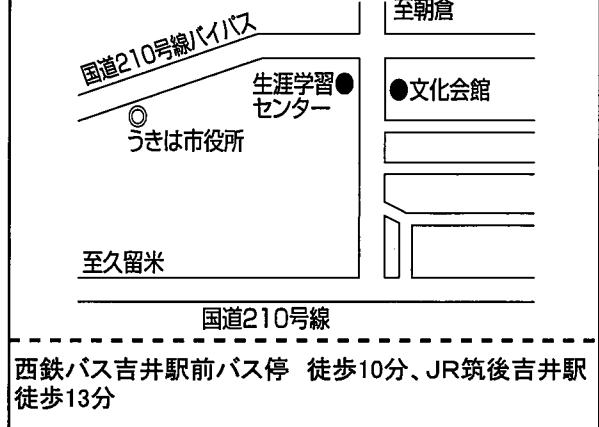 至朝倉
国道210号線バイパス
生涯学習
センター
文化会館
うきは市役所
至久留米
国道210号線
西鉄バス吉井駅前バス停 徒歩10分、JR筑後吉井駅
徒歩13分